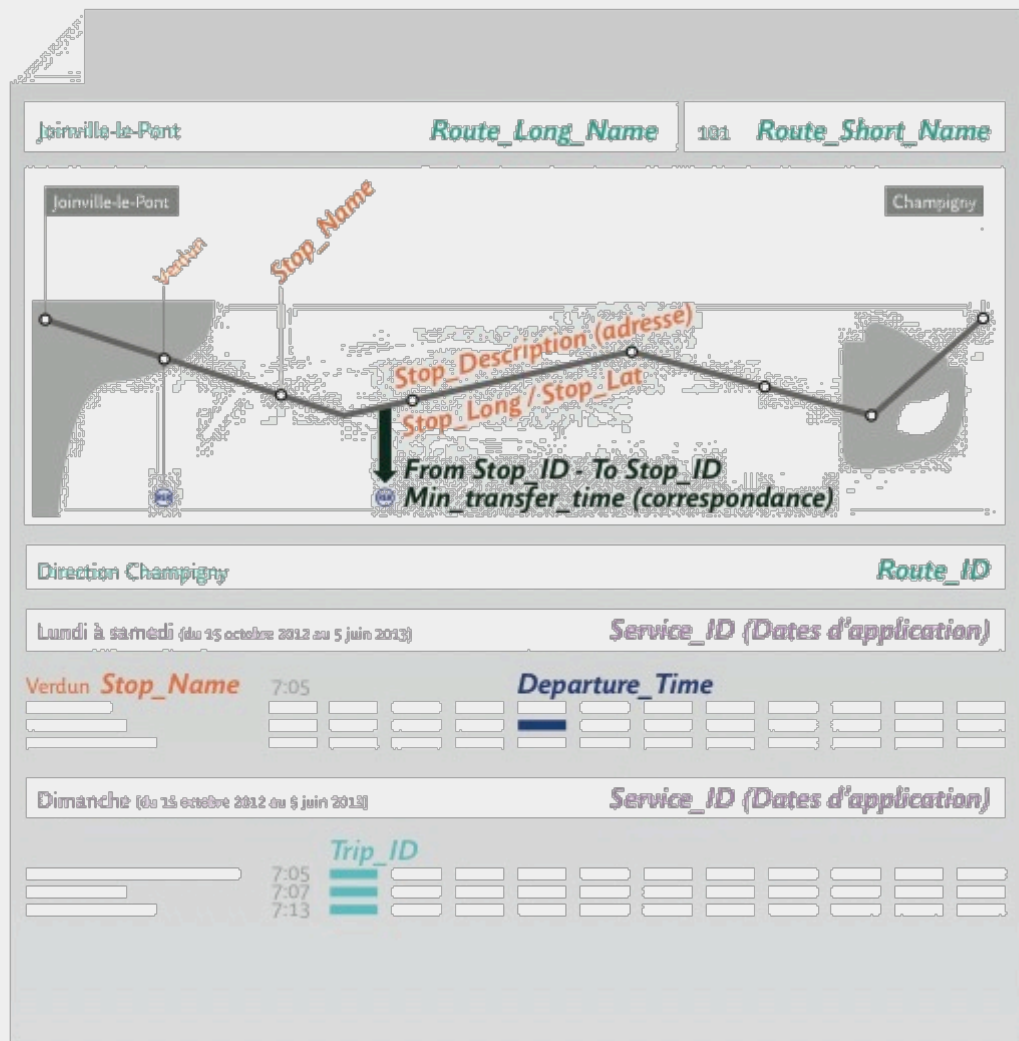 Joinville-le-Pont Route_Long_Name 101 Route_Short_Name
Joinville-le-Pont
Champigny
Verdun
Stop_Name
Stop_Description (adresse)
Stop_Long / Stop_Lat
From Stop_ID - To Stop_ID
Min_transfer_time (correspondance)
Direction Champigny Route_ID
Lundi à samedi (du 15 octobre 2012 au 5 juin 2013) Service_ID (Dates d'application)
Verdun Stop_Name 7:05 Departure_Time
Dimanche (du 15 octobre 2012 au 5 juin 2013) Service_ID (Dates d'application)
Trip_ID
7:05
7:07
7:13